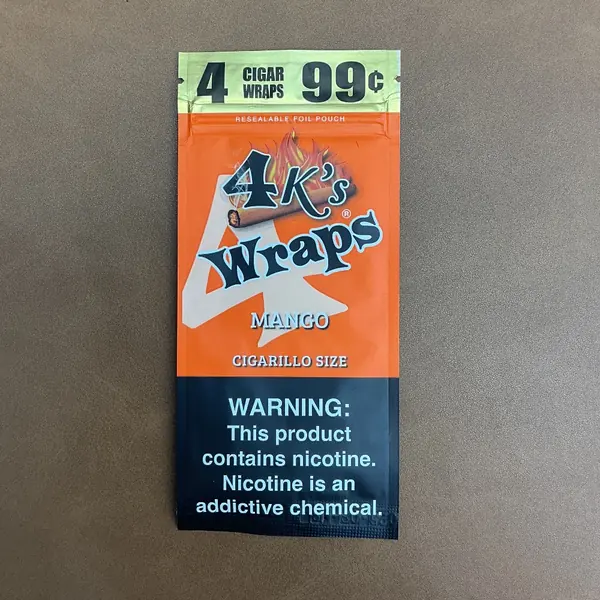 4 CIGAR WRAPS 99¢
RESEALABLE FOIL POUCH
4K's
Wraps®
MANGO
CIGARILLO SIZE
WARNING:
This product
contains nicotine.
Nicotine is an
addictive chemical.